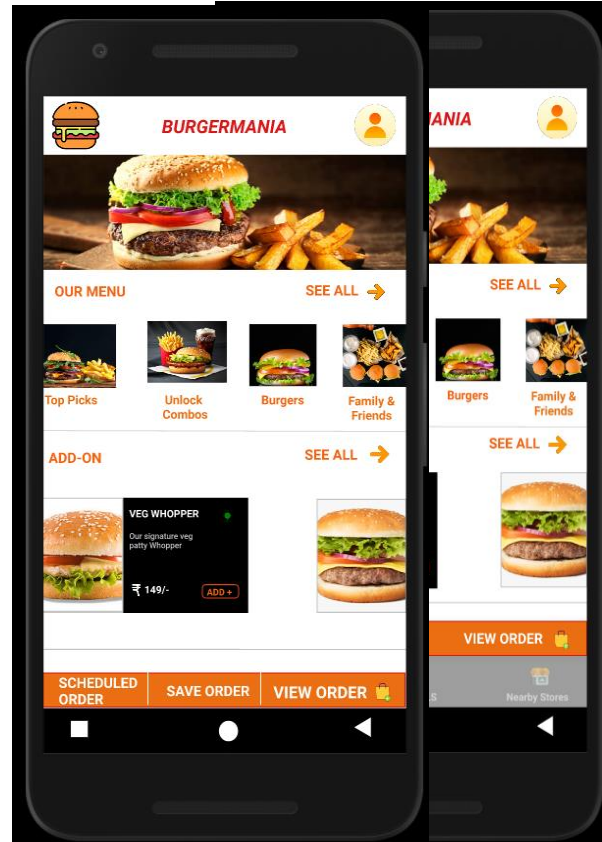 BURGERMANIA
OUR MENU
SEE ALL
Top Picks
Unlock
Combos
Burgers
Family &
Friends
ADD-ON
SEE ALL
VEG WHOPPER
Our signature veg
patty Whopper
₹ 149/-
ADD +
SCHEDULED
ORDER
SAVE ORDER
VIEW ORDER
ANIA
SEE ALL
Burgers
Family &
Friends
SEE ALL
VIEW ORDER
S
Nearby Stores